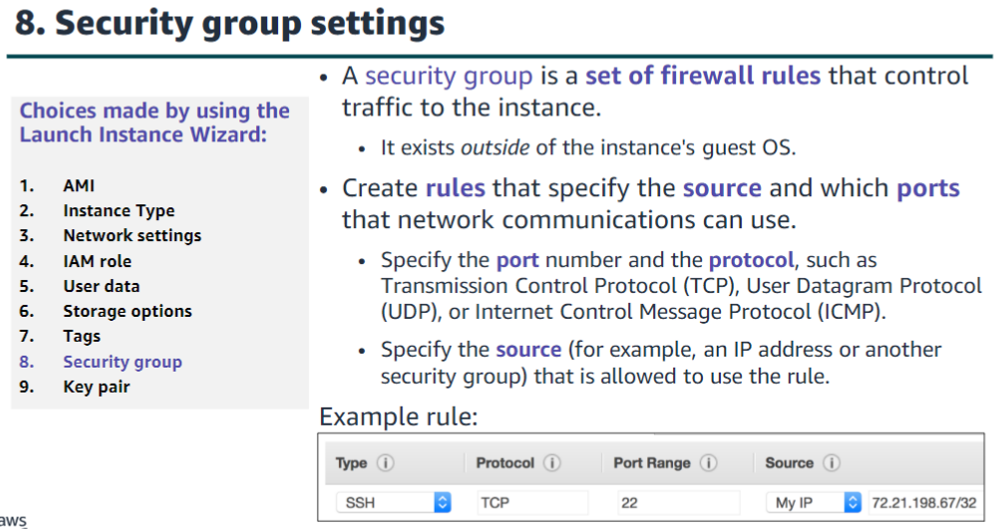 8. Security group settings
Choices made by using the
Launch Instance Wizard:
1. AMI
2. Instance Type
3. Network settings
4. IAM role
5. User data
6. Storage options
7. Tags
8. Security group
9. Key pair
• A security group is a set of firewall rules that control
traffic to the instance.
• It exists outside of the instance's guest OS.
• Create rules that specify the source and which ports
that network communications can use.
• Specify the port number and the protocol, such as
Transmission Control Protocol (TCP), User Datagram Protocol
(UDP), or Internet Control Message Protocol (ICMP).
• Specify the source (for example, an IP address or another
security group) that is allowed to use the rule.
Example rule:
Type i Protocol i Port Range i Source i
SSH TCP 22 My IP 72.21.198.67/32
aws